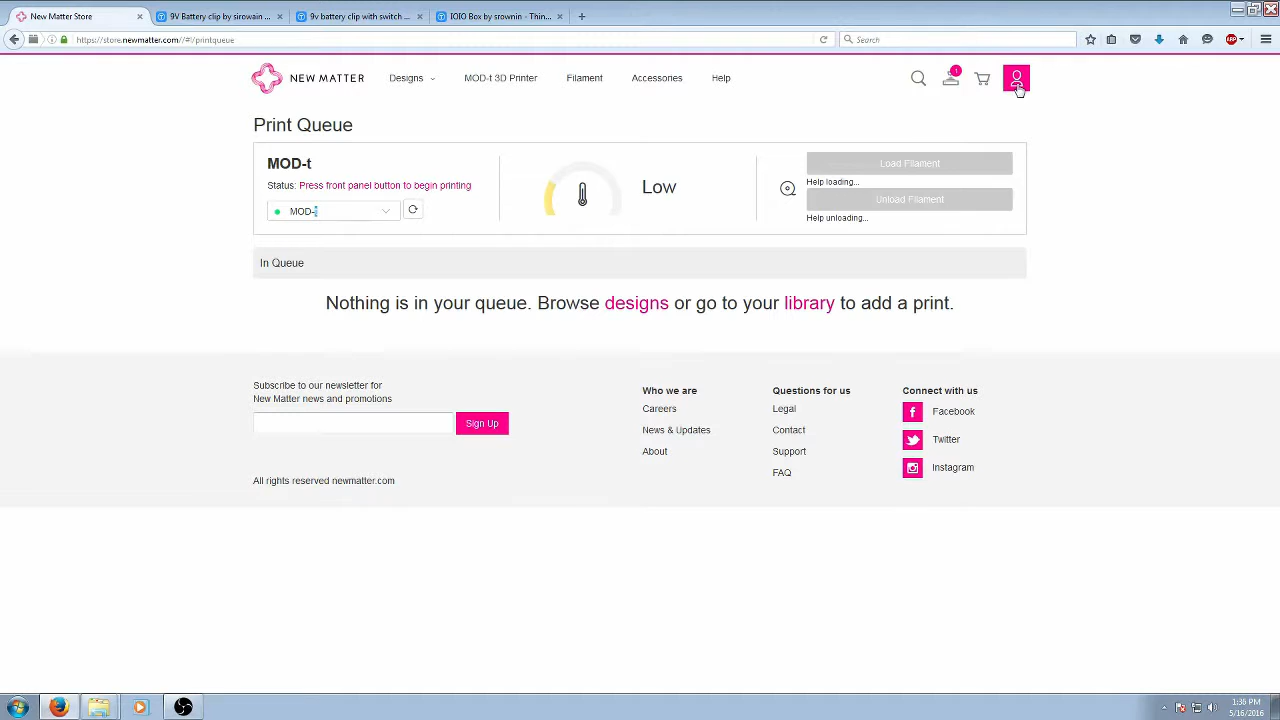 New Matter Store
9V Battery clip by sirowain ...
9v battery clip with switch ...
IOIO Box by srownin - Thin...
https://store.newmatter.com//#!/printqueue
Search
ABP
NEW MATTER
Designs
MOD-t 3D Printer
Filament
Accessories
Help
1
Print Queue
MOD-t
Status: Press front panel button to begin printing
MOD-t
Low
Load Filament
Help loading...
Unload Filament
Help unloading...
In Queue
Nothing is in your queue. Browse designs or go to your library to add a print.
Subscribe to our newsletter for
New Matter news and promotions
Sign Up
All rights reserved newmatter.com
Who we are
Careers
News & Updates
About
Questions for us
Legal
Contact
Support
FAQ
Connect with us
Facebook
Twitter
Instagram
1:36 PM
5/16/2016